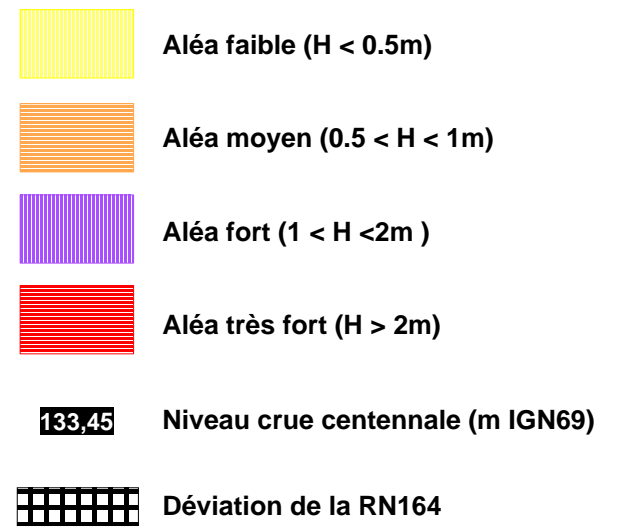 Aléa faible (H < 0.5m)
Aléa moyen (0.5 < H < 1m)
Aléa fort (1 < H <2m )
Aléa très fort (H > 2m)
133,45 Niveau crue centennale (m IGN69)
Déviation de la RN164